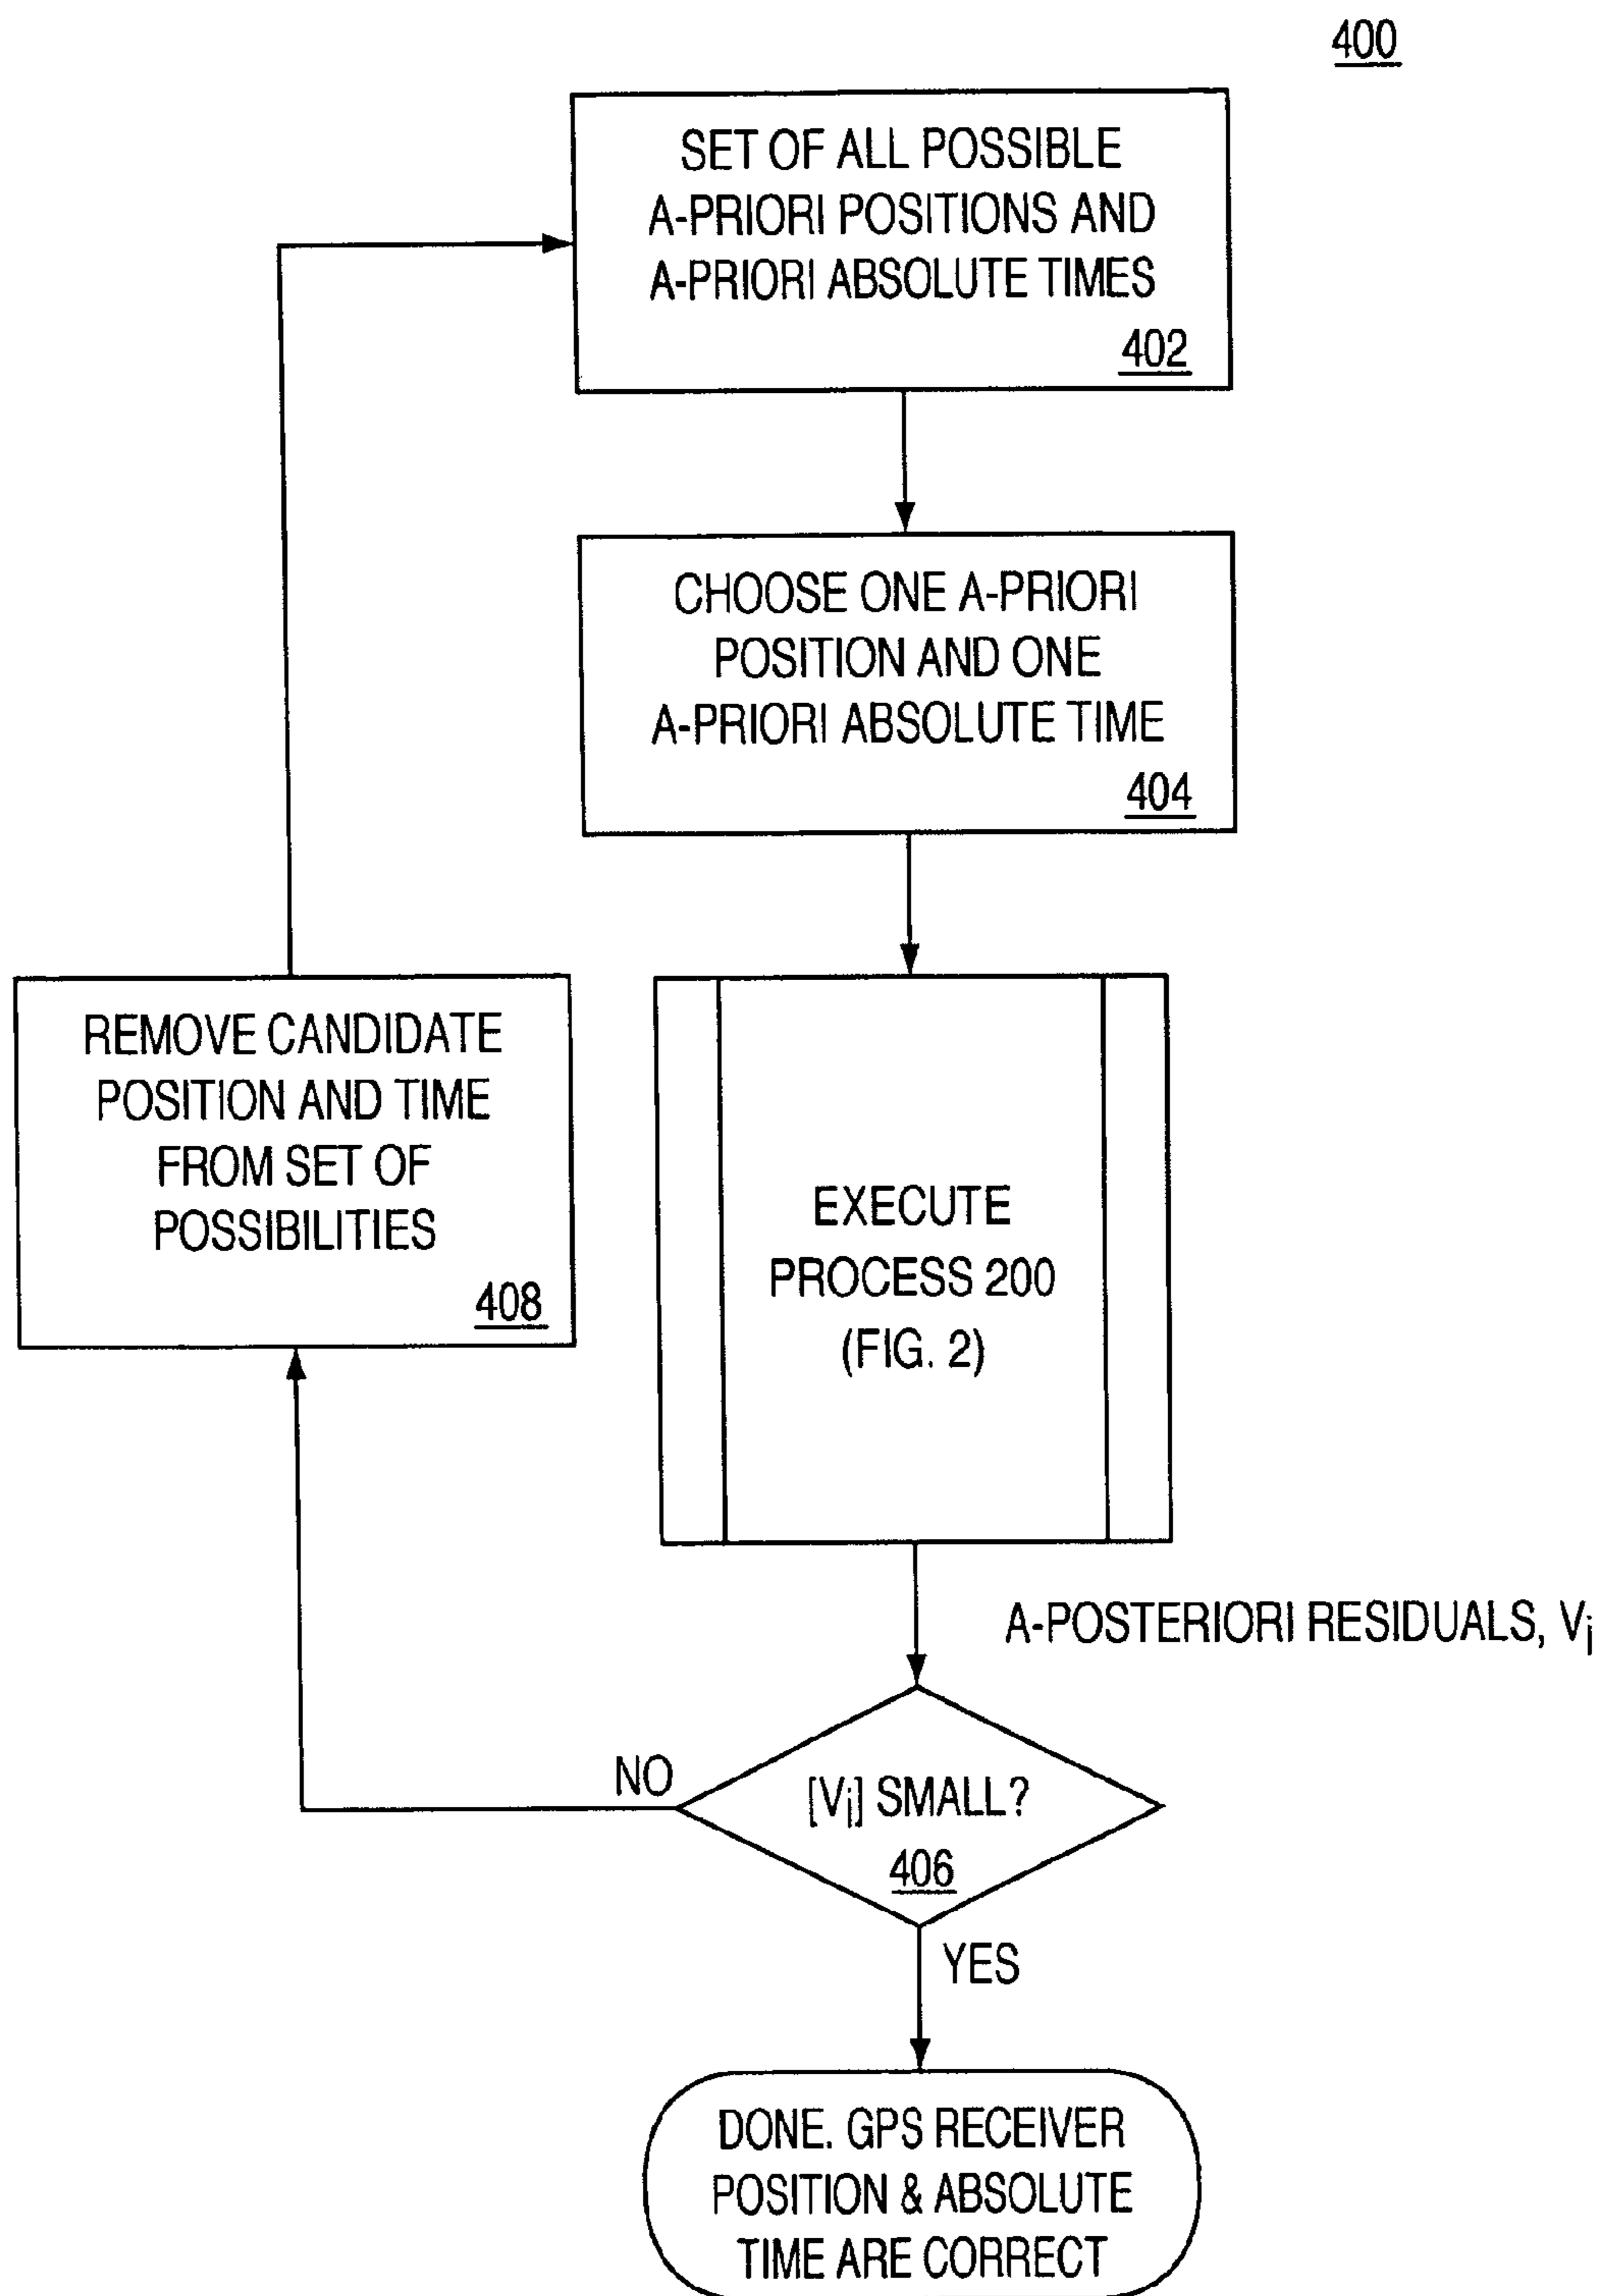 400
SET OF ALL POSSIBLE
A-PRIORI POSITIONS AND
A-PRIORI ABSOLUTE TIMES
402
CHOOSE ONE A-PRIORI
POSITION AND ONE
A-PRIORI ABSOLUTE TIME
404
REMOVE CANDIDATE
POSITION AND TIME
FROM SET OF
POSSIBILITIES
408
EXECUTE
PROCESS 200
(FIG. 2)
A-POSTERIORI RESIDUALS, Vi
NO
[Vi] SMALL?
406
YES
DONE. GPS RECEIVER
POSITION & ABSOLUTE
TIME ARE CORRECT